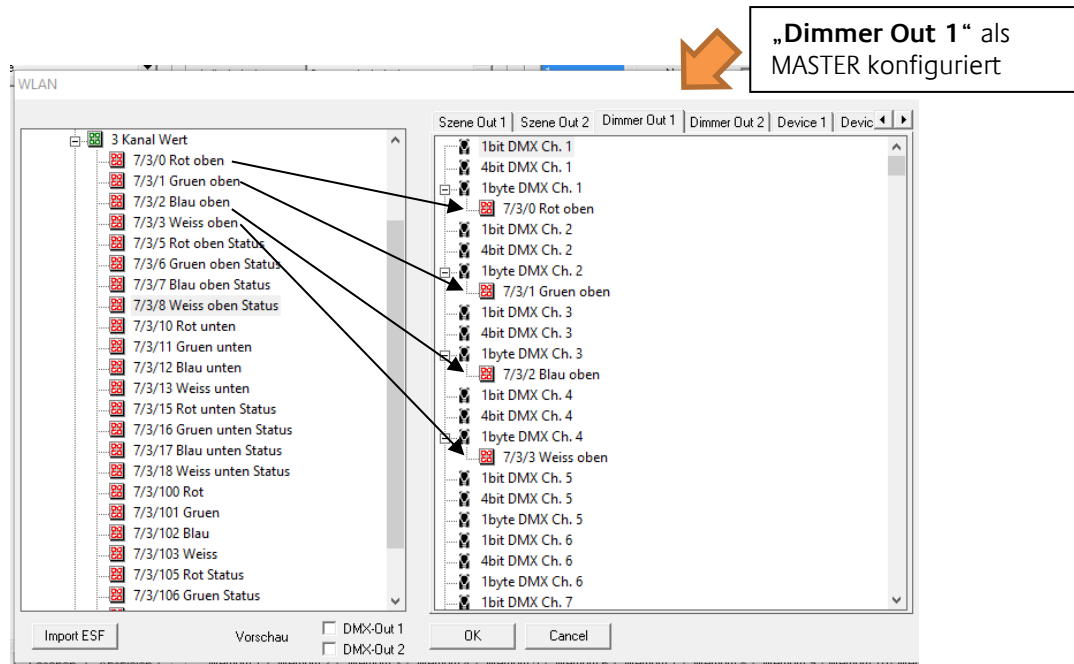 „Dimmer Out 1“ als
MASTER konfiguriert
WLAN
3 Kanal Wert
7/3/0 Rot oben
7/3/1 Gruen oben
7/3/2 Blau oben
7/3/3 Weiss oben
7/3/5 Rot oben Status
7/3/6 Gruen oben Status
7/3/7 Blau oben Status
7/3/8 Weiss oben Status
7/3/10 Rot unten
7/3/11 Gruen unten
7/3/12 Blau unten
7/3/13 Weiss unten
7/3/15 Rot unten Status
7/3/16 Gruen unten Status
7/3/17 Blau unten Status
7/3/18 Weiss unten Status
7/3/100 Rot
7/3/101 Gruen
7/3/102 Blau
7/3/103 Weiss
7/3/105 Rot Status
7/3/106 Gruen Status
Szene Out 1 Szene Out 2 Dimmer Out 1 Dimmer Out 2 Device 1 Devic
1bit DMX Ch. 1
4bit DMX Ch. 1
1byte DMX Ch. 1
7/3/0 Rot oben
1bit DMX Ch. 2
4bit DMX Ch. 2
1byte DMX Ch. 2
7/3/1 Gruen oben
1bit DMX Ch. 3
4bit DMX Ch. 3
1byte DMX Ch. 3
7/3/2 Blau oben
1bit DMX Ch. 4
4bit DMX Ch. 4
1byte DMX Ch. 4
7/3/3 Weiss oben
1bit DMX Ch. 5
4bit DMX Ch. 5
1byte DMX Ch. 5
1bit DMX Ch. 6
4bit DMX Ch. 6
1byte DMX Ch. 6
1bit DMX Ch. 7
Import ESF Vorschau DMX-Out 1 OK Cancel
DMX-Out 2